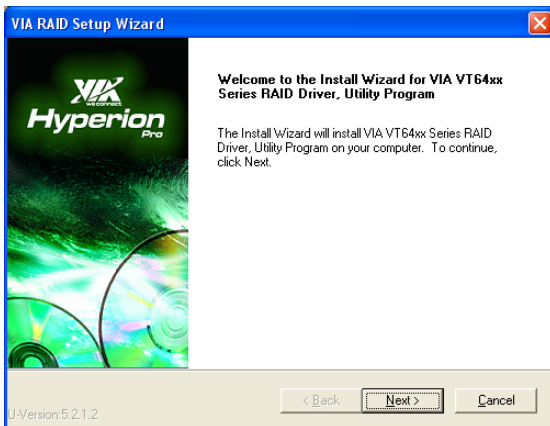 VIA RAID Setup Wizard
VIA
we connect
Hyperion
Pro
Welcome to the Install Wizard for VIA VT64xx
Series RAID Driver, Utility Program
The Install Wizard will install VIA VT64xx Series RAID
Driver, Utility Program on your computer. To continue,
click Next.
U-Version:5.2.1.2
< Back
Next >
Cancel